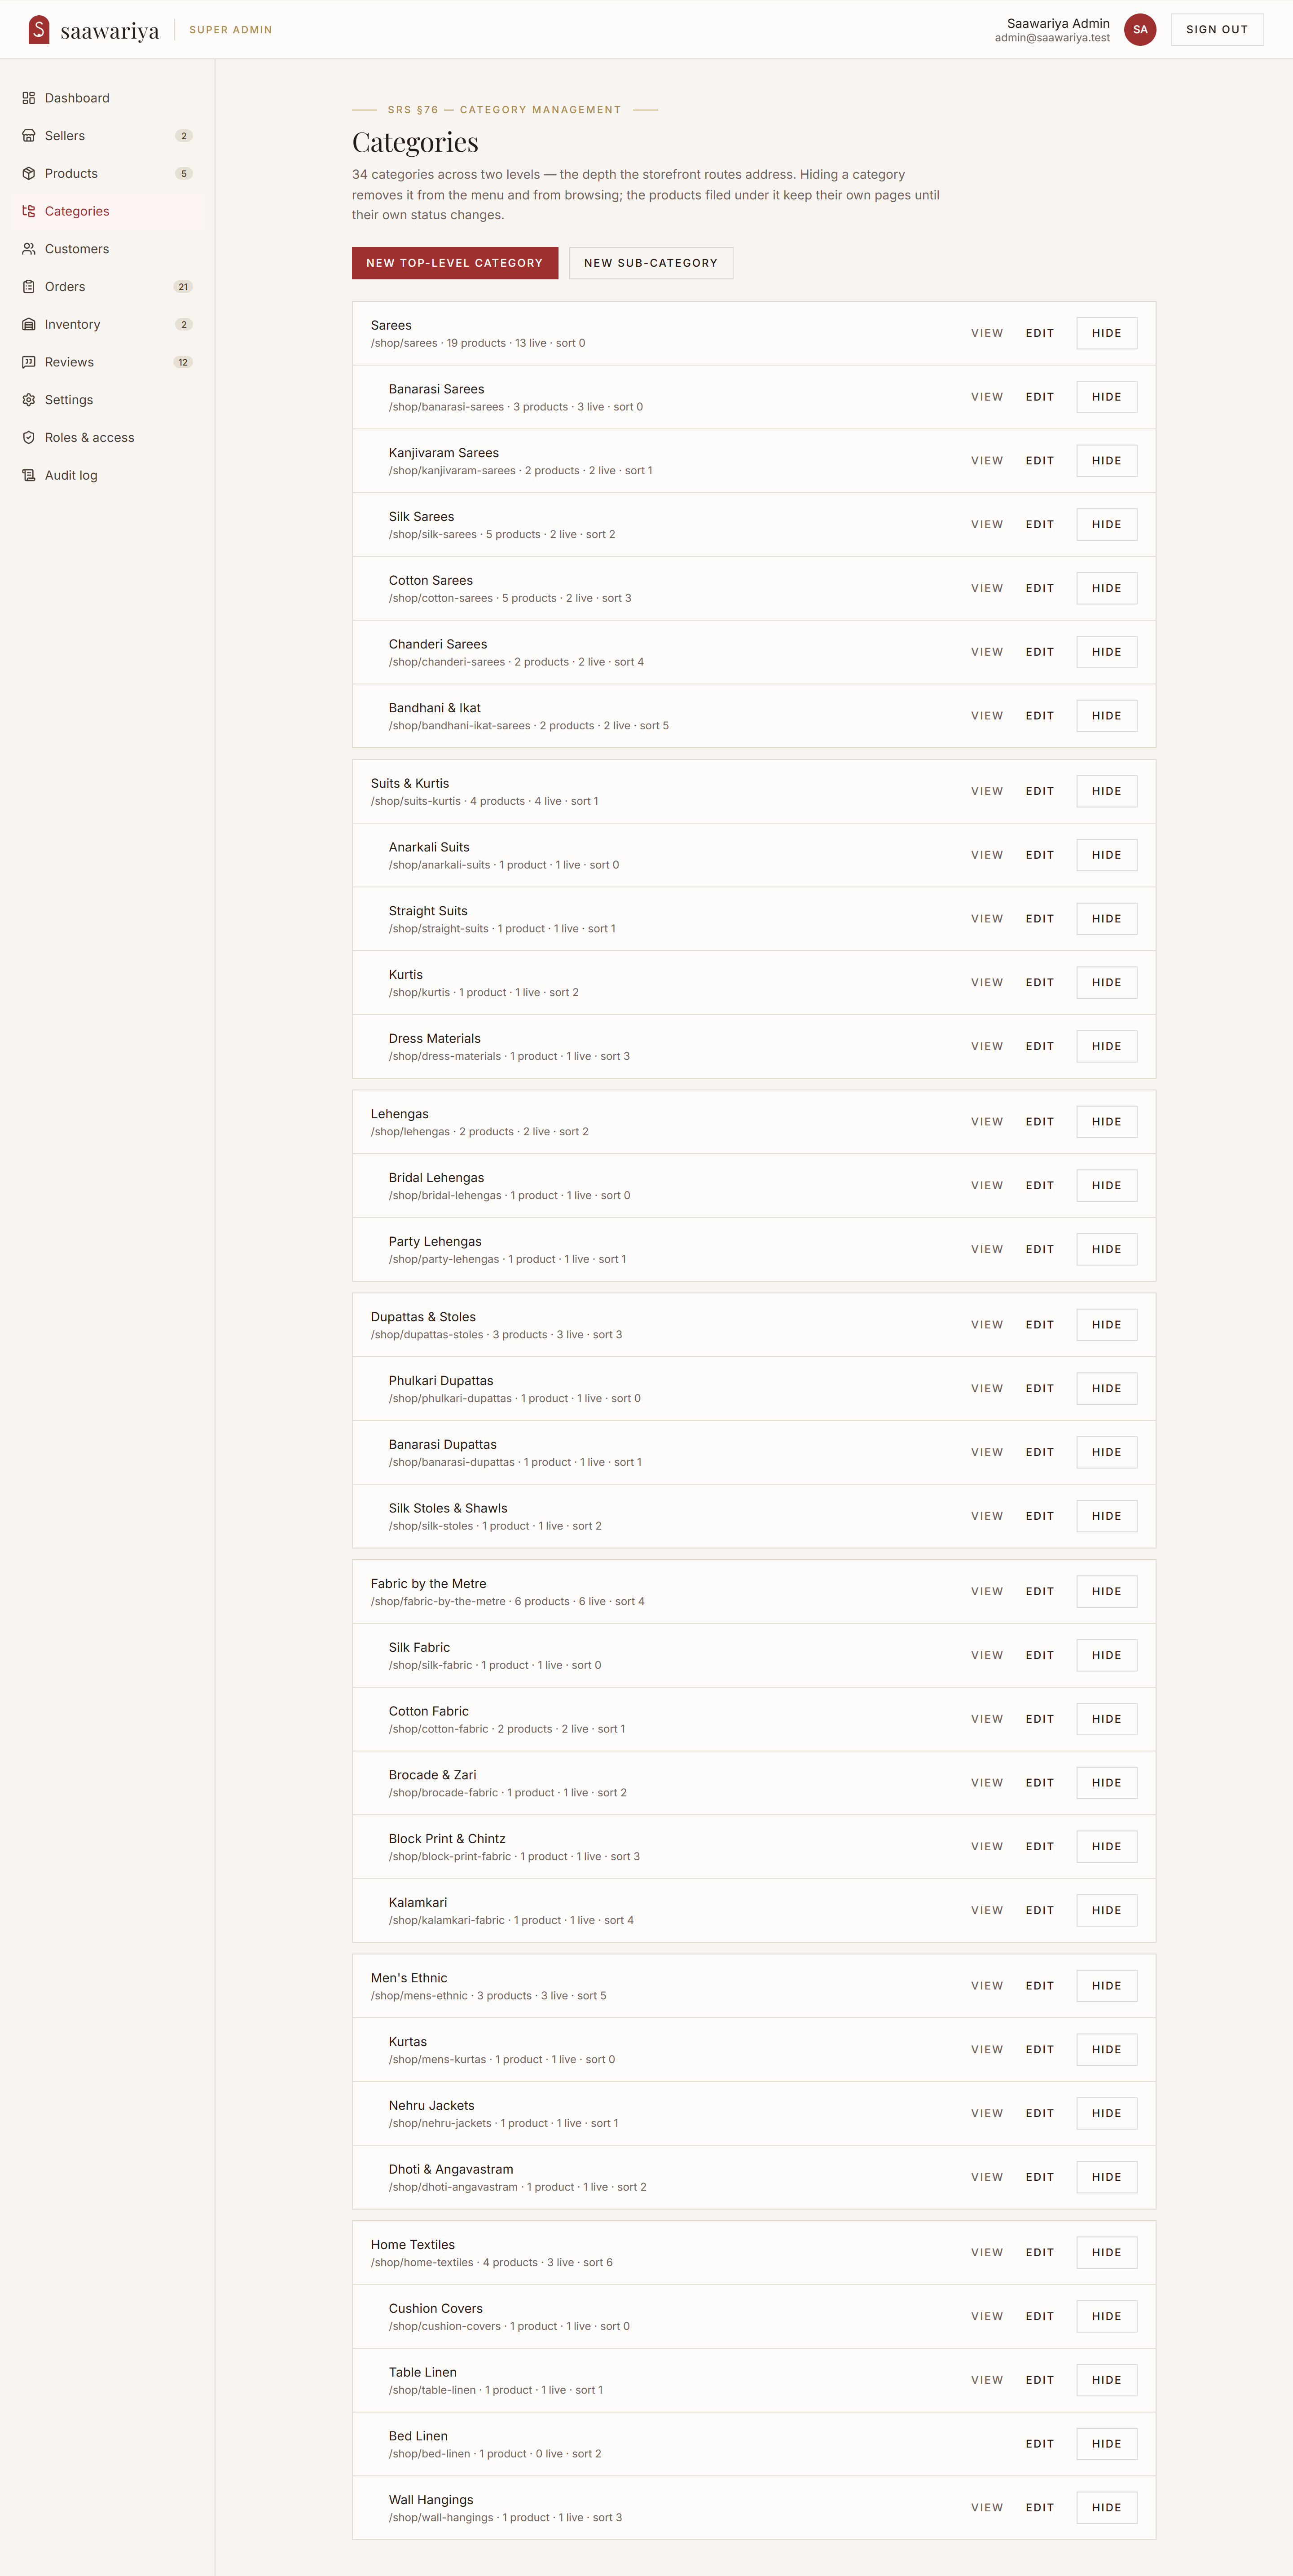 saawariya
SUPER ADMIN
Saawariya Admin
admin@saawariya.test
SA
SIGN OUT
Dashboard
Sellers 2
Products 5
Categories
Customers
Orders 21
Inventory 2
Reviews 12
Settings
Roles & access
Audit log
SRS §76 — CATEGORY MANAGEMENT
Categories
34 categories across two levels — the depth the storefront routes address. Hiding a category
removes it from the menu and from browsing; the products filed under it keep their own pages until
their own status changes.
NEW TOP-LEVEL CATEGORY NEW SUB-CATEGORY
Sarees
/shop/sarees · 19 products · 13 live · sort 0
VIEW EDIT HIDE
Banarasi Sarees
/shop/banarasi-sarees · 3 products · 3 live · sort 0
VIEW EDIT HIDE
Kanjivaram Sarees
/shop/kanjivaram-sarees · 2 products · 2 live · sort 1
VIEW EDIT HIDE
Silk Sarees
/shop/silk-sarees · 5 products · 2 live · sort 2
VIEW EDIT HIDE
Cotton Sarees
/shop/cotton-sarees · 5 products · 2 live · sort 3
VIEW EDIT HIDE
Chanderi Sarees
/shop/chanderi-sarees · 2 products · 2 live · sort 4
VIEW EDIT HIDE
Bandhani & Ikat
/shop/bandhani-ikat-sarees · 2 products · 2 live · sort 5
VIEW EDIT HIDE
Suits & Kurtis
/shop/suits-kurtis · 4 products · 4 live · sort 1
VIEW EDIT HIDE
Anarkali Suits
/shop/anarkali-suits · 1 product · 1 live · sort 0
VIEW EDIT HIDE
Straight Suits
/shop/straight-suits · 1 product · 1 live · sort 1
VIEW EDIT HIDE
Kurtis
/shop/kurtis · 1 product · 1 live · sort 2
VIEW EDIT HIDE
Dress Materials
/shop/dress-materials · 1 product · 1 live · sort 3
VIEW EDIT HIDE
Lehengas
/shop/lehengas · 2 products · 2 live · sort 2
VIEW EDIT HIDE
Bridal Lehengas
/shop/bridal-lehengas · 1 product · 1 live · sort 0
VIEW EDIT HIDE
Party Lehengas
/shop/party-lehengas · 1 product · 1 live · sort 1
VIEW EDIT HIDE
Dupattas & Stoles
/shop/dupattas-stoles · 3 products · 3 live · sort 3
VIEW EDIT HIDE
Phulkari Dupattas
/shop/phulkari-dupattas · 1 product · 1 live · sort 0
VIEW EDIT HIDE
Banarasi Dupattas
/shop/banarasi-dupattas · 1 product · 1 live · sort 1
VIEW EDIT HIDE
Silk Stoles & Shawls
/shop/silk-stoles · 1 product · 1 live · sort 2
VIEW EDIT HIDE
Fabric by the Metre
/shop/fabric-by-the-metre · 6 products · 6 live · sort 4
VIEW EDIT HIDE
Silk Fabric
/shop/silk-fabric · 1 product · 1 live · sort 0
VIEW EDIT HIDE
Cotton Fabric
/shop/cotton-fabric · 2 products · 2 live · sort 1
VIEW EDIT HIDE
Brocade & Zari
/shop/brocade-fabric · 1 product · 1 live · sort 2
VIEW EDIT HIDE
Block Print & Chintz
/shop/block-print-fabric · 1 product · 1 live · sort 3
VIEW EDIT HIDE
Kalamkari
/shop/kalamkari-fabric · 1 product · 1 live · sort 4
VIEW EDIT HIDE
Men's Ethnic
/shop/mens-ethnic · 3 products · 3 live · sort 5
VIEW EDIT HIDE
Kurtas
/shop/mens-kurtas · 1 product · 1 live · sort 0
VIEW EDIT HIDE
Nehru Jackets
/shop/nehru-jackets · 1 product · 1 live · sort 1
VIEW EDIT HIDE
Dhoti & Angavastram
/shop/dhoti-angavastram · 1 product · 1 live · sort 2
VIEW EDIT HIDE
Home Textiles
/shop/home-textiles · 4 products · 3 live · sort 6
VIEW EDIT HIDE
Cushion Covers
/shop/cushion-covers · 1 product · 1 live · sort 0
VIEW EDIT HIDE
Table Linen
/shop/table-linen · 1 product · 1 live · sort 1
VIEW EDIT HIDE
Bed Linen
/shop/bed-linen · 1 product · 0 live · sort 2
EDIT HIDE
Wall Hangings
/shop/wall-hangings · 1 product · 1 live · sort 3
VIEW EDIT HIDE